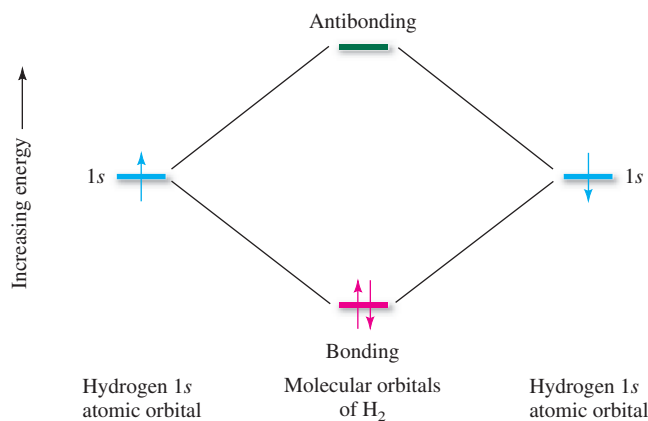 Antibonding
Increasing energy
1s
1s
Bonding
Hydrogen 1s
atomic orbital
Molecular orbitals
of H₂
Hydrogen 1s
atomic orbital